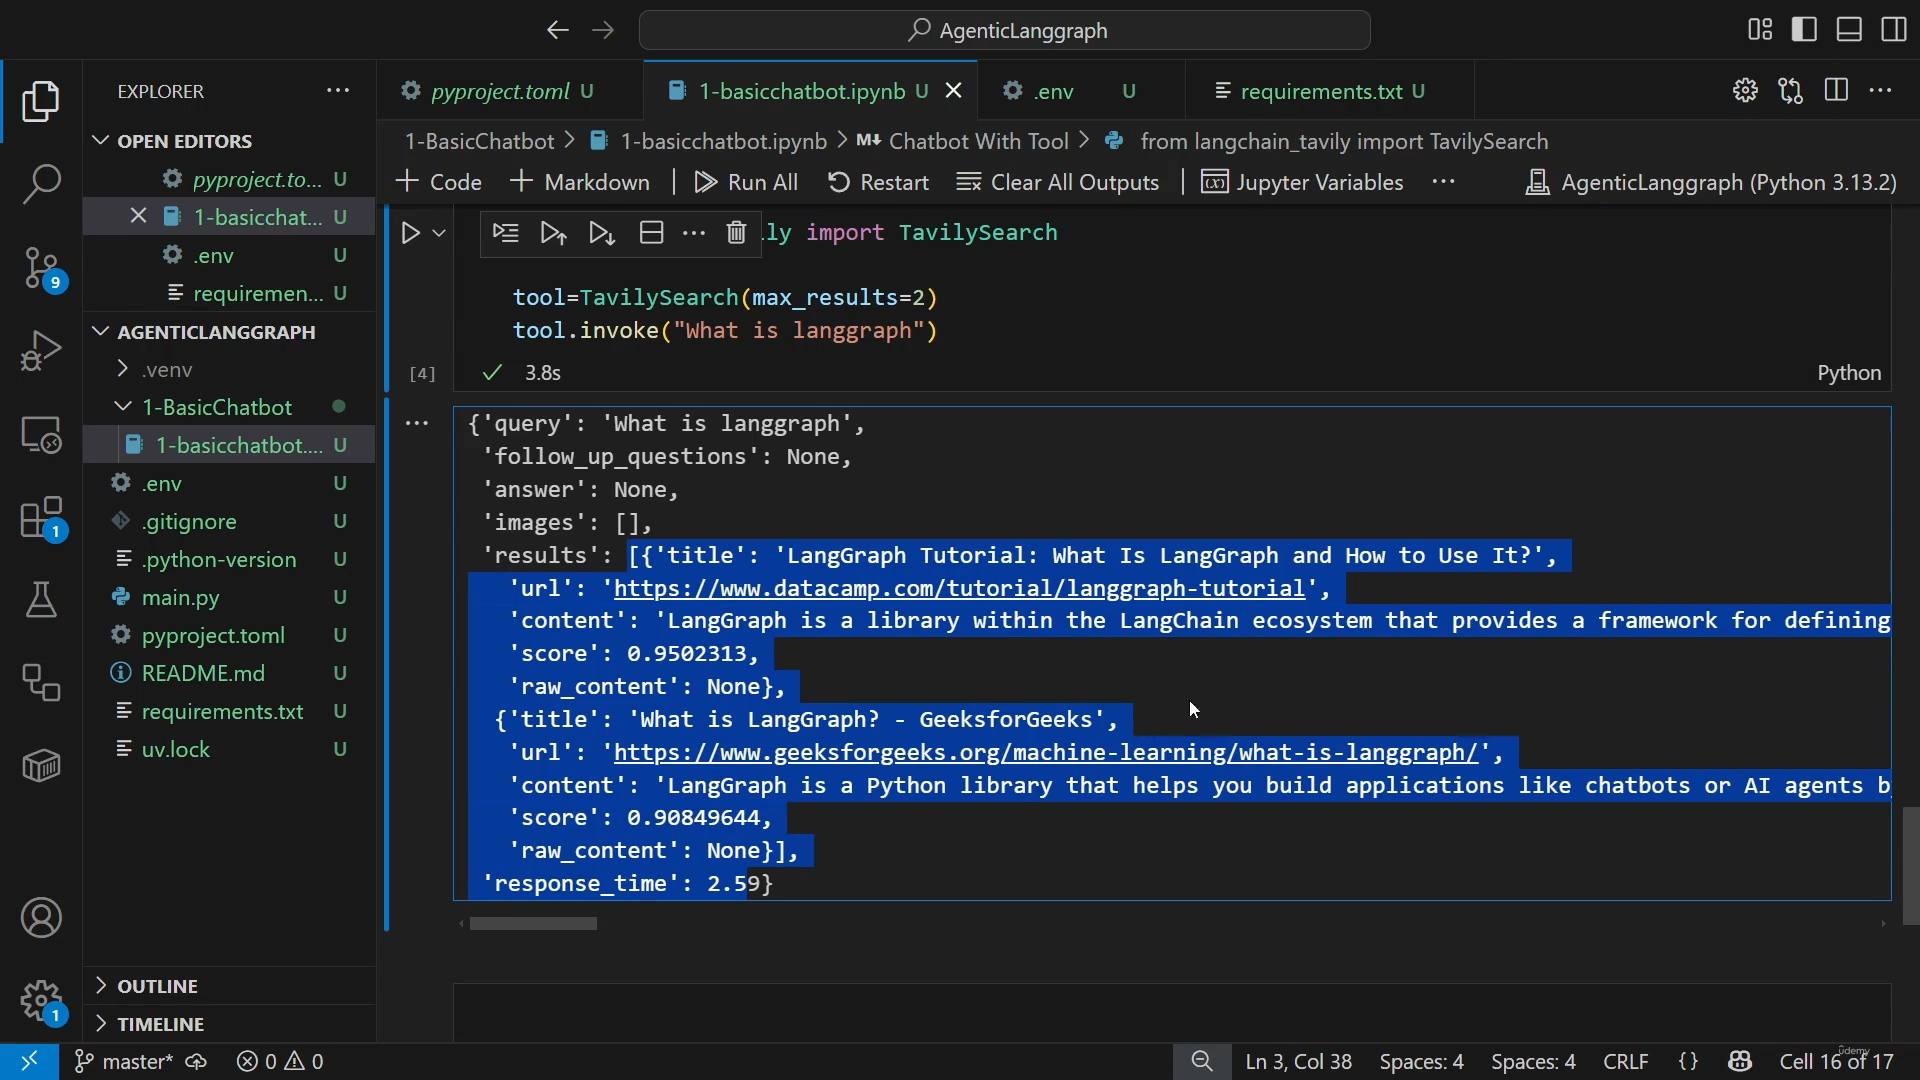 AgenticLanggraph
EXPLORER
pyproject.toml U
1-basicchatbot.ipynb U
.env U
requirements.txt U
OPEN EDITORS
1-BasicChatbot > 1-basicchatbot.ipynb > M↓ Chatbot With Tool > from langchain_tavily import TavilySearch
pyproject.to... U
Code Markdown Run All Restart Clear All Outputs Jupyter Variables ... AgenticLanggraph (Python 3.13.2)
1-basicchat... U
.env U
requiremen... U
ly import TavilySearch
tool=TavilySearch(max_results=2)
tool.invoke("What is langgraph")
[4] 3.8s Python
AGENTICLANGGRAPH
.venv
1-BasicChatbot
1-basicchatbot.... U
.env U
.gitignore U
.python-version U
main.py U
pyproject.toml U
README.md U
requirements.txt U
uv.lock U
{'query': 'What is langgraph',
'follow_up_questions': None,
'answer': None,
'images': [],
'results': [{'title': 'LangGraph Tutorial: What Is LangGraph and How to Use It?',
'url': 'https://www.datacamp.com/tutorial/langgraph-tutorial',
'content': 'LangGraph is a library within the LangChain ecosystem that provides a framework for defining
'score': 0.9502313,
'raw_content': None},
{'title': 'What is LangGraph? - GeeksforGeeks',
'url': 'https://www.geeksforgeeks.org/machine-learning/what-is-langgraph/',
'content': 'LangGraph is a Python library that helps you build applications like chatbots or AI agents b
'score': 0.90849644,
'raw_content': None}],
'response_time': 2.59}
9
1
1
OUTLINE
TIMELINE
master* 0 0 Ln 3, Col 38 Spaces: 4 Spaces: 4 CRLF {} Cell 16 of 17
udemy